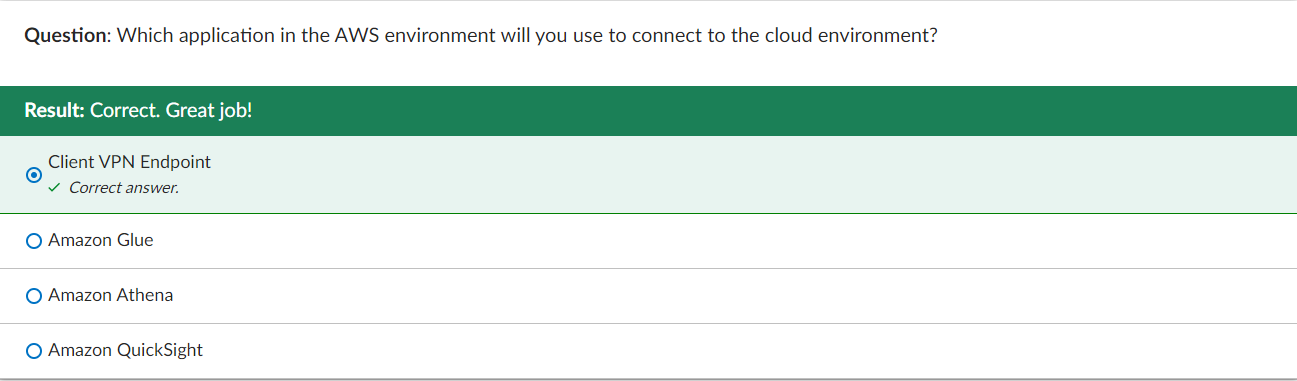 Question: Which application in the AWS environment will you use to connect to the cloud environment?
Result: Correct. Great job!
Client VPN Endpoint
Correct answer.
Amazon Glue
Amazon Athena
Amazon QuickSight